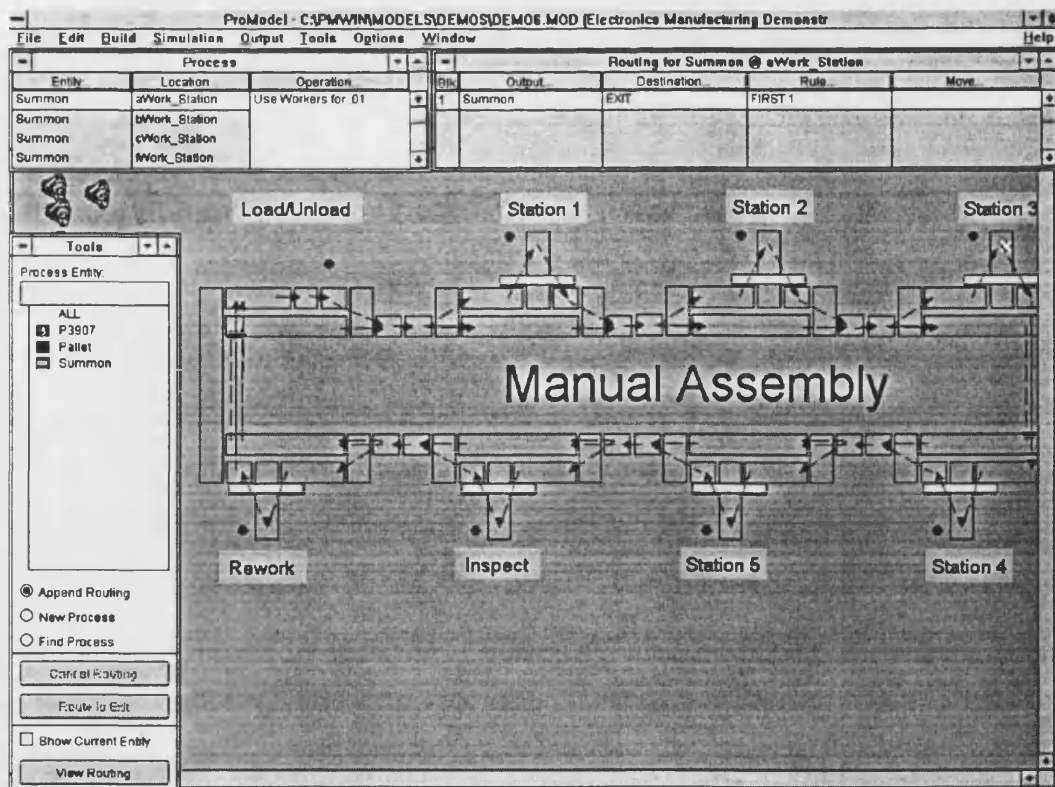 ProModel - C:\PMWIN\MODELS\DEMOS\DEMO6.MOD (Electronics Manufacturing Demonstr
File Edit Build Simulation Output Tools Options Window Help
Process
Entity... Location... Operation...
Summon aWork_Station Use Workers for .01
Summon bWork_Station
Summon cWork_Station
Summon fWork_Station
Routing for Summon @ aWork_Station
Blk Output... Destination... Rule... Move...
1 Summon EXIT FIRST 1
Load/Unload Station 1 Station 2 Station 3
Tools
Process Entity:
ALL
P3907
Pallet
Summon
Manual Assembly
Rework Inspect Station 5 Station 4
Append Routing
New Process
Find Process
Cancel Routing
Route to Exit
Show Current Entity
View Routing